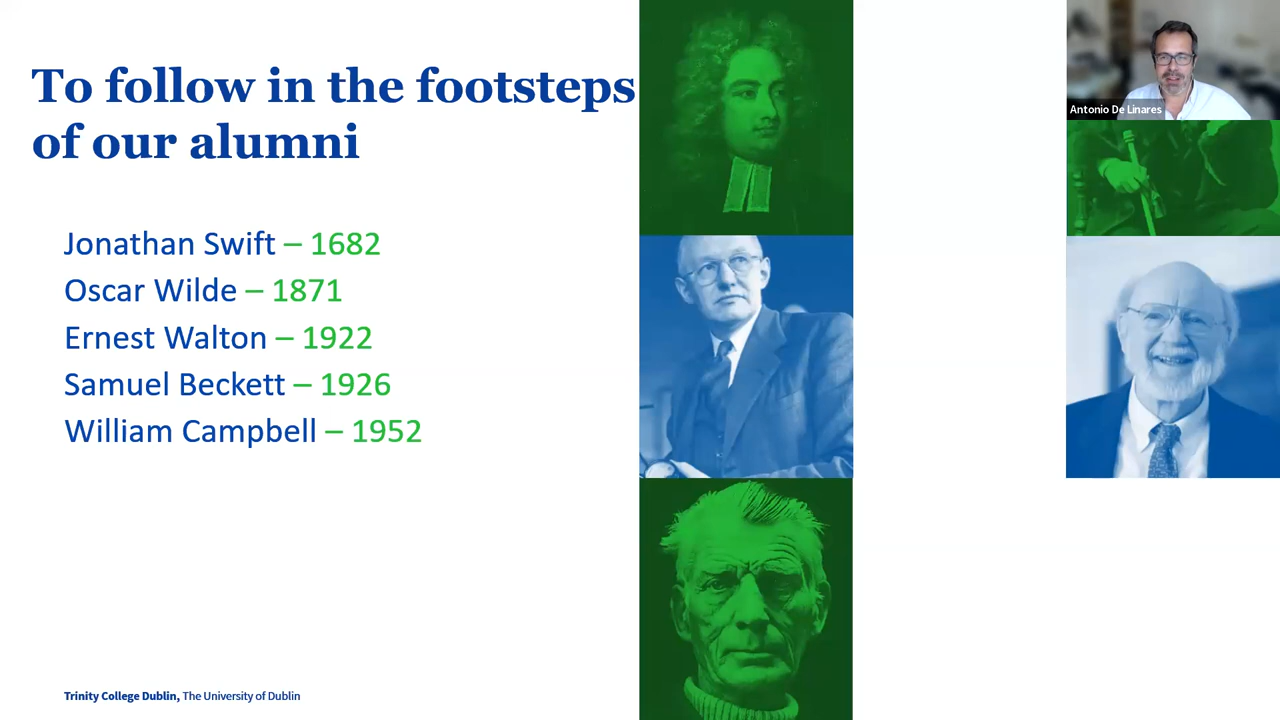 To follow in the footsteps
of our alumni
Jonathan Swift – 1682
Oscar Wilde – 1871
Ernest Walton – 1922
Samuel Beckett – 1926
William Campbell – 1952
Antonio De Linares
Trinity College Dublin, The University of Dublin